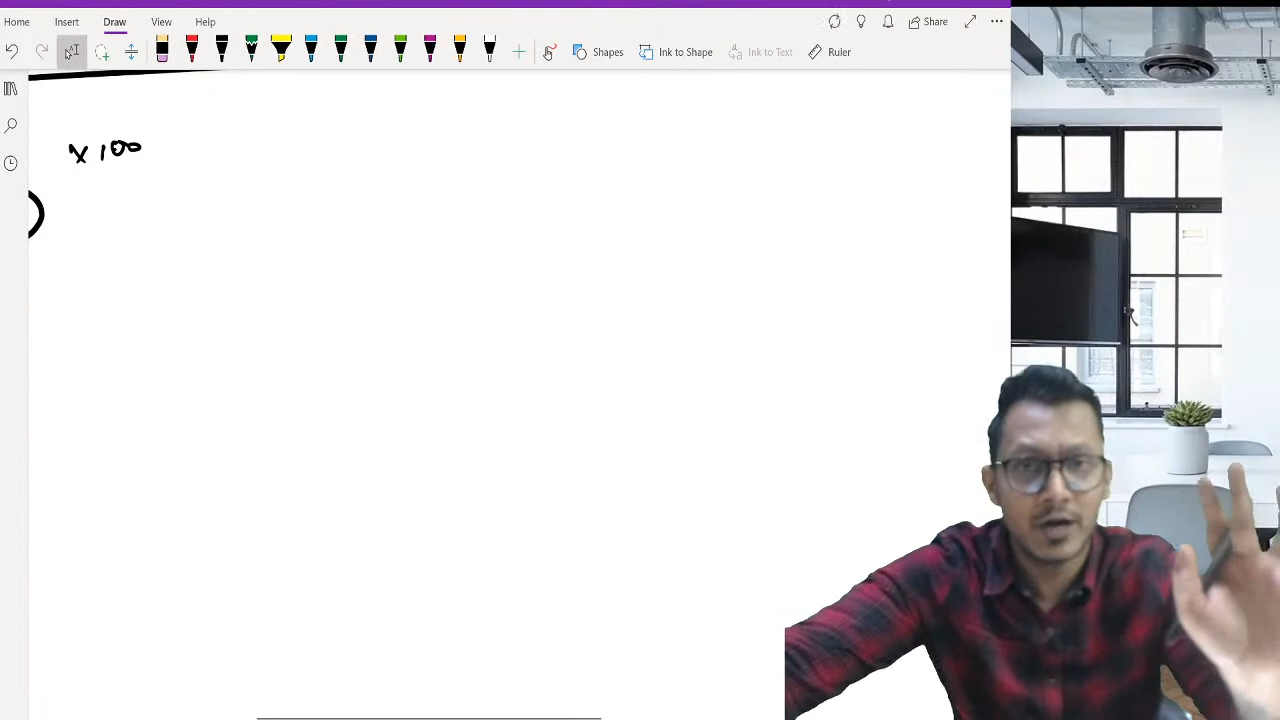 Home Insert Draw View Help Share
Shapes Ink to Shape Ink to Text Ruler
x 100